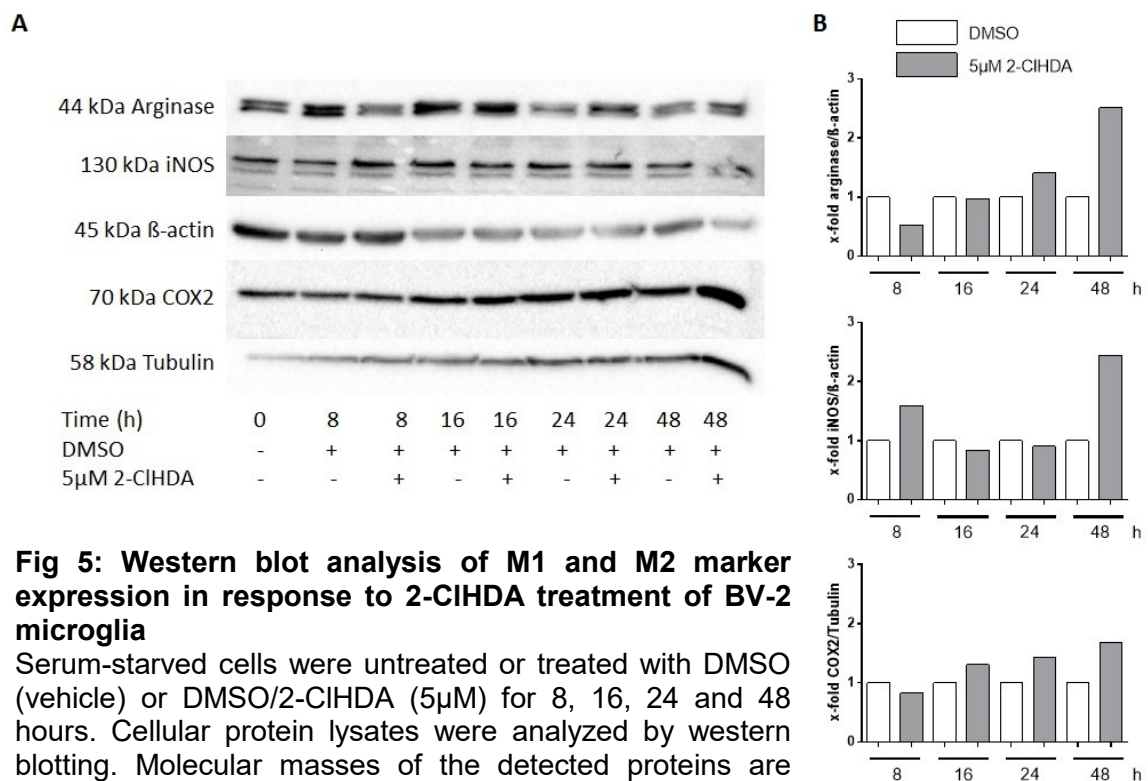 A
44 kDa Arginase
130 kDa iNOS
45 kDa ß-actin
70 kDa COX2
58 kDa Tubulin
Time (h) 0 8 8 16 16 24 24 48 48
DMSO - + + + + + + + +
5µM 2-ClHDA - - + - + - + - +
Fig 5: Western blot analysis of M1 and M2 marker
expression in response to 2-ClHDA treatment of BV-2
microglia
Serum-starved cells were untreated or treated with DMSO
(vehicle) or DMSO/2-ClHDA (5µM) for 8, 16, 24 and 48
hours. Cellular protein lysates were analyzed by western
blotting. Molecular masses of the detected proteins are
B
DMSO
5µM 2-ClHDA
x-fold arginase/ß-actin
3
2
1
0
8 16 24 48 h
x-fold iNOS/ß-actin
3
2
1
0
8 16 24 48 h
x-fold COX2/Tubulin
3
2
1
0
8 16 24 48 h